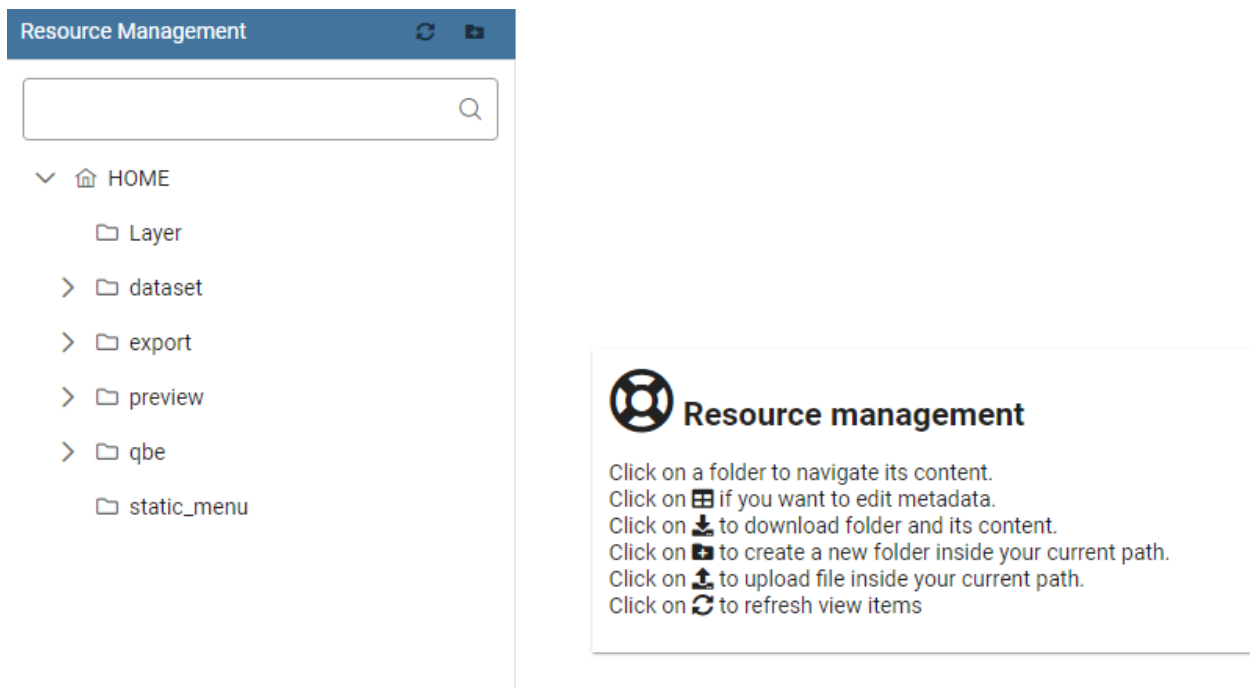 Resource Management
HOME
Layer
dataset
export
preview
qbe
static_menu
Resource management
Click on a folder to navigate its content.
Click on if you want to edit metadata.
Click on to download folder and its content.
Click on to create a new folder inside your current path.
Click on to upload file inside your current path.
Click on to refresh view items